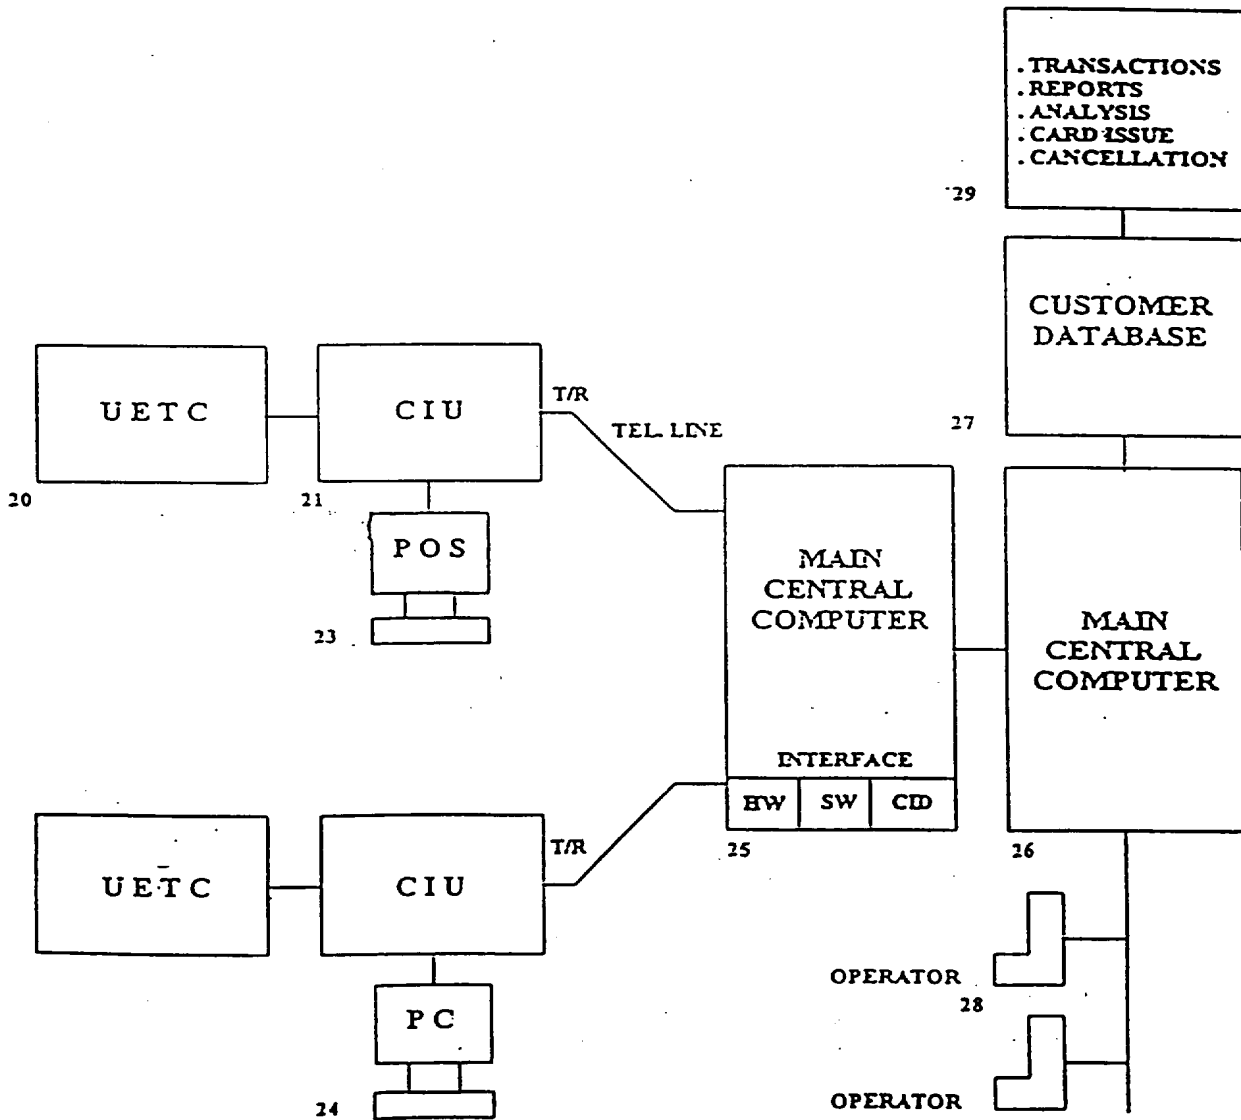 . TRANSACTIONS
. REPORTS
. ANALYSIS
. CARD ISSUE
. CANCELLATION
29
CUSTOMER
DATABASE
27
UETC
20
CIU
21
T/R
TEL. LINE
POS
23
MAIN
CENTRAL
COMPUTER
INTERFACE
HW SW CID
25
MAIN
CENTRAL
COMPUTER
26
UETC
CIU
T/R
PC
24
OPERATOR
28
OPERATOR